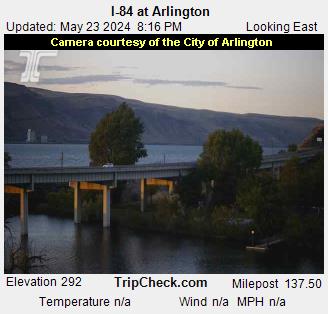 I-84 at Arlington
Updated: May 23 2024 8:16 PM Looking East
Camera courtesy of the City of Arlington
Elevation 292 TripCheck.com Milepost 137.50
Temperature n/a Wind n/a MPH n/a